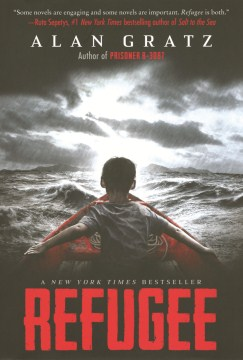 "Some novels are engaging and some novels are important. Refugee is both."
—Ruta Sepetys, #1 New York Times bestselling author of Salt to the Sea
ALAN GRATZ
Author of PRISONER B-3087
A NEW YORK TIMES BESTSELLER
REFUGEE